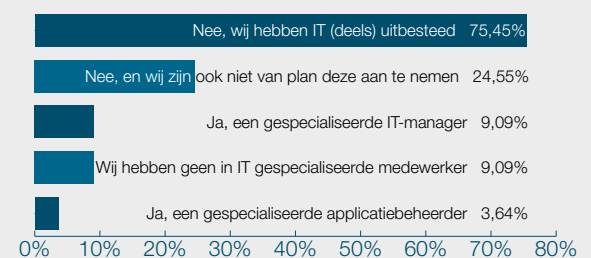 Nee, wij hebben IT (deels) uitbesteed 75,45%
Nee, en wij zijn ook niet van plan deze aan te nemen 24,55%
Ja, een gespecialiseerde IT-manager 9,09%
Wij hebben geen in IT gespecialiseerde medewerker 9,09%
Ja, een gespecialiseerde applicatiebeheerder 3,64%
0% 10% 20% 30% 40% 50% 60% 70% 80%